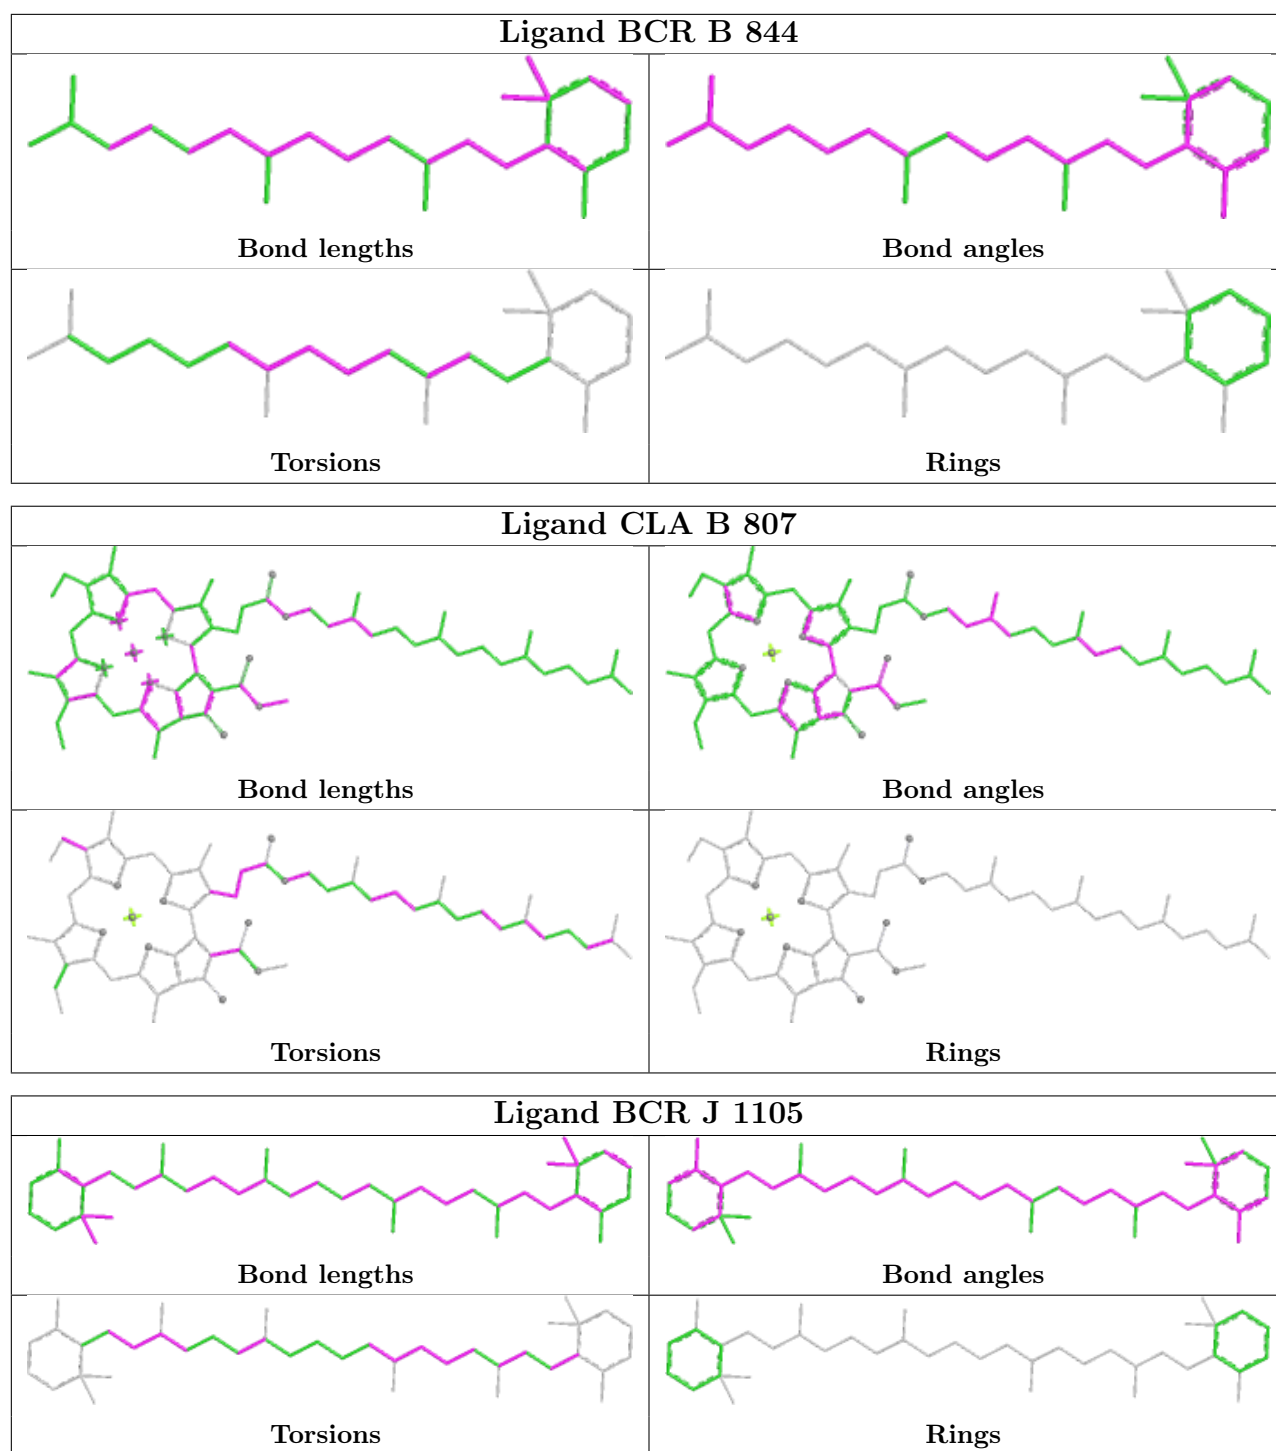 Ligand BCR B 844
Bond lengths
Bond angles
Torsions
Rings
Ligand CLA B 807
Bond lengths
Bond angles
Torsions
Rings
Ligand BCR J 1105
Bond lengths
Bond angles
Torsions
Rings